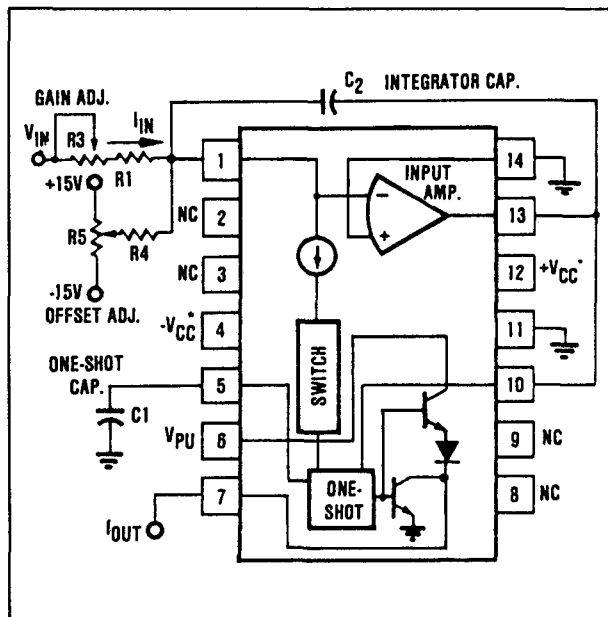 C2 INTEGRATOR CAP.
GAIN ADJ.
IIN
VIN
R3
R1
+15V
R5
R4
-15V
OFFSET ADJ.
NC
NC
-VCC*
ONE-SHOT
CAP.
C1
VPU
fOUT
1
2
3
4
5
6
7
INPUT
AMP.
-
+
SWITCH
ONE-
SHOT
14
13
12
+VCC*
11
10
9
NC
8
NC